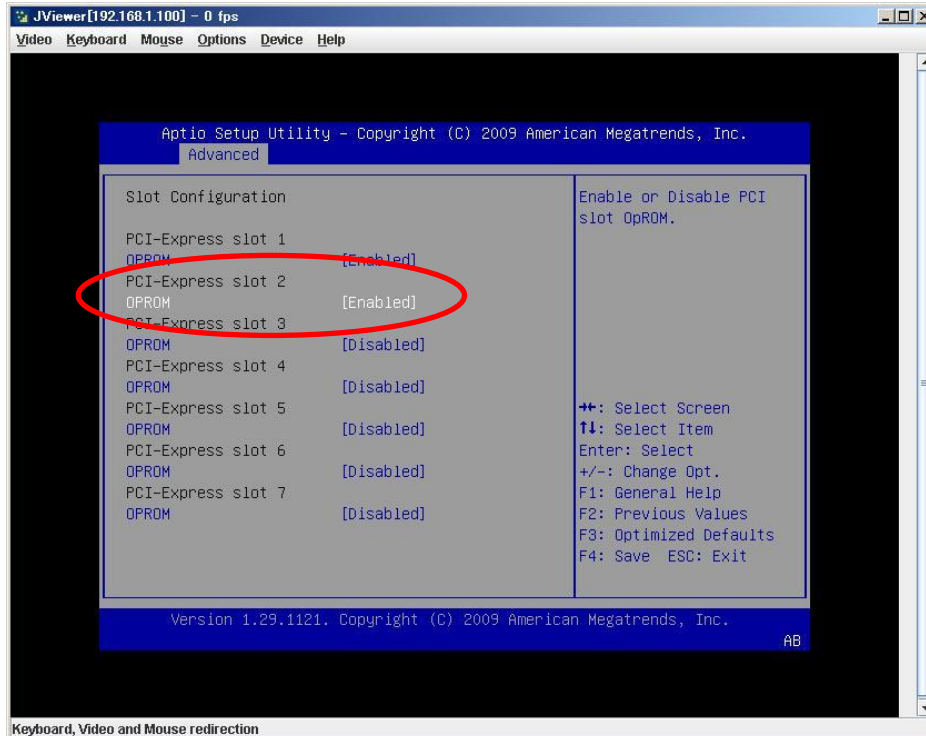 JViewer[192.168.1.100] - 0 fps
Video Keyboard Mouse Options Device Help
Aptio Setup Utility - Copyright (C) 2009 American Megatrends, Inc.
Advanced
Slot Configuration
PCI-Express slot 1
OPROM [Enabled]
PCI-Express slot 2
OPROM [Enabled]
PCI-Express slot 3
OPROM [Disabled]
PCI-Express slot 4
OPROM [Disabled]
PCI-Express slot 5
OPROM [Disabled]
PCI-Express slot 6
OPROM [Disabled]
PCI-Express slot 7
OPROM [Disabled]
Enable or Disable PCI
slot OpROM.
→←: Select Screen
↑↓: Select Item
Enter: Select
+/-: Change Opt.
F1: General Help
F2: Previous Values
F3: Optimized Defaults
F4: Save ESC: Exit
Version 1.29.1121. Copyright (C) 2009 American Megatrends, Inc.
AB
Keyboard, Video and Mouse redirection